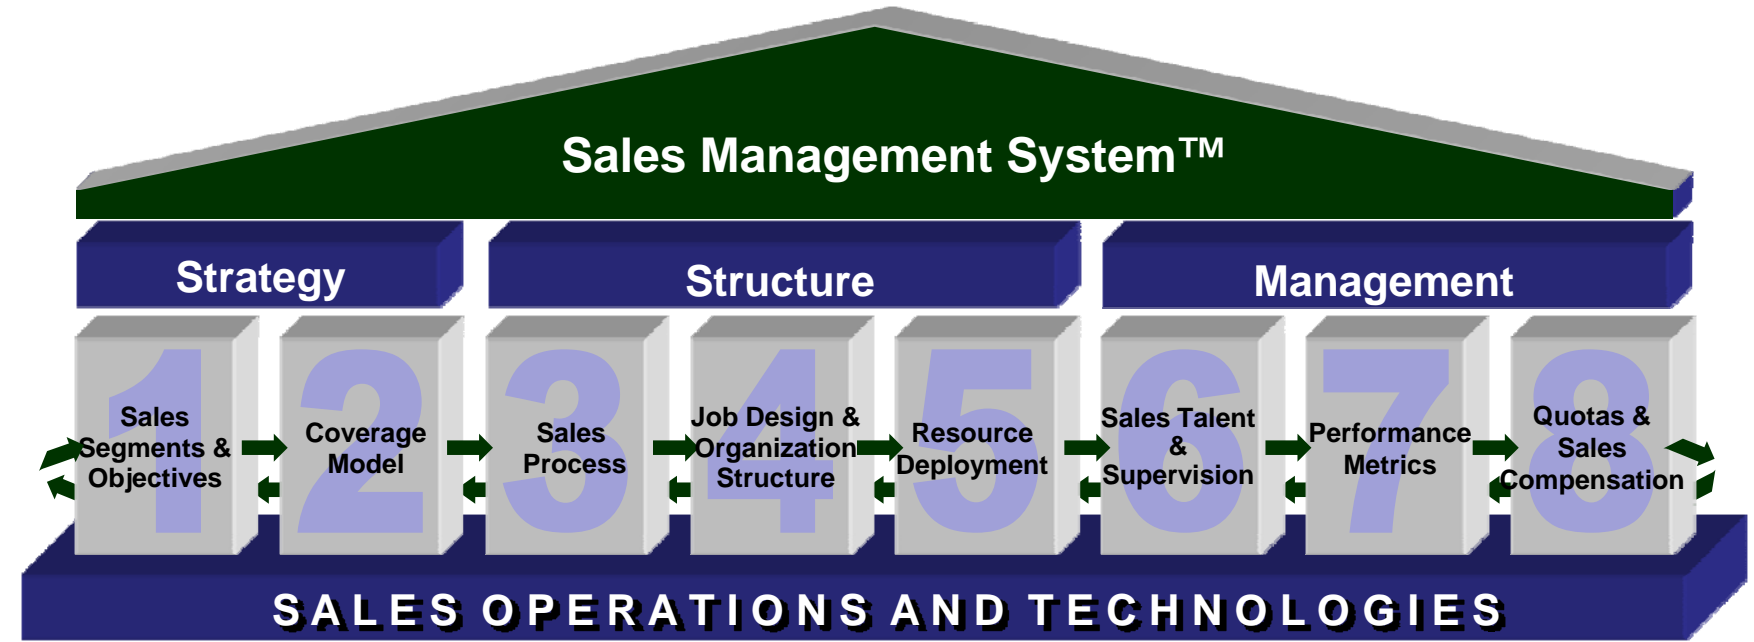 Sales Management System™
Strategy
Structure
Management
1
Sales
Segments &
Objectives
2
Coverage
Model
3
Sales
Process
4
Job Design &
Organization
Structure
5
Resource
Deployment
6
Sales Talent
&
Supervision
7
Performance
Metrics
8
Quotas &
Sales
Compensation
SALES OPERATIONS AND TECHNOLOGIES